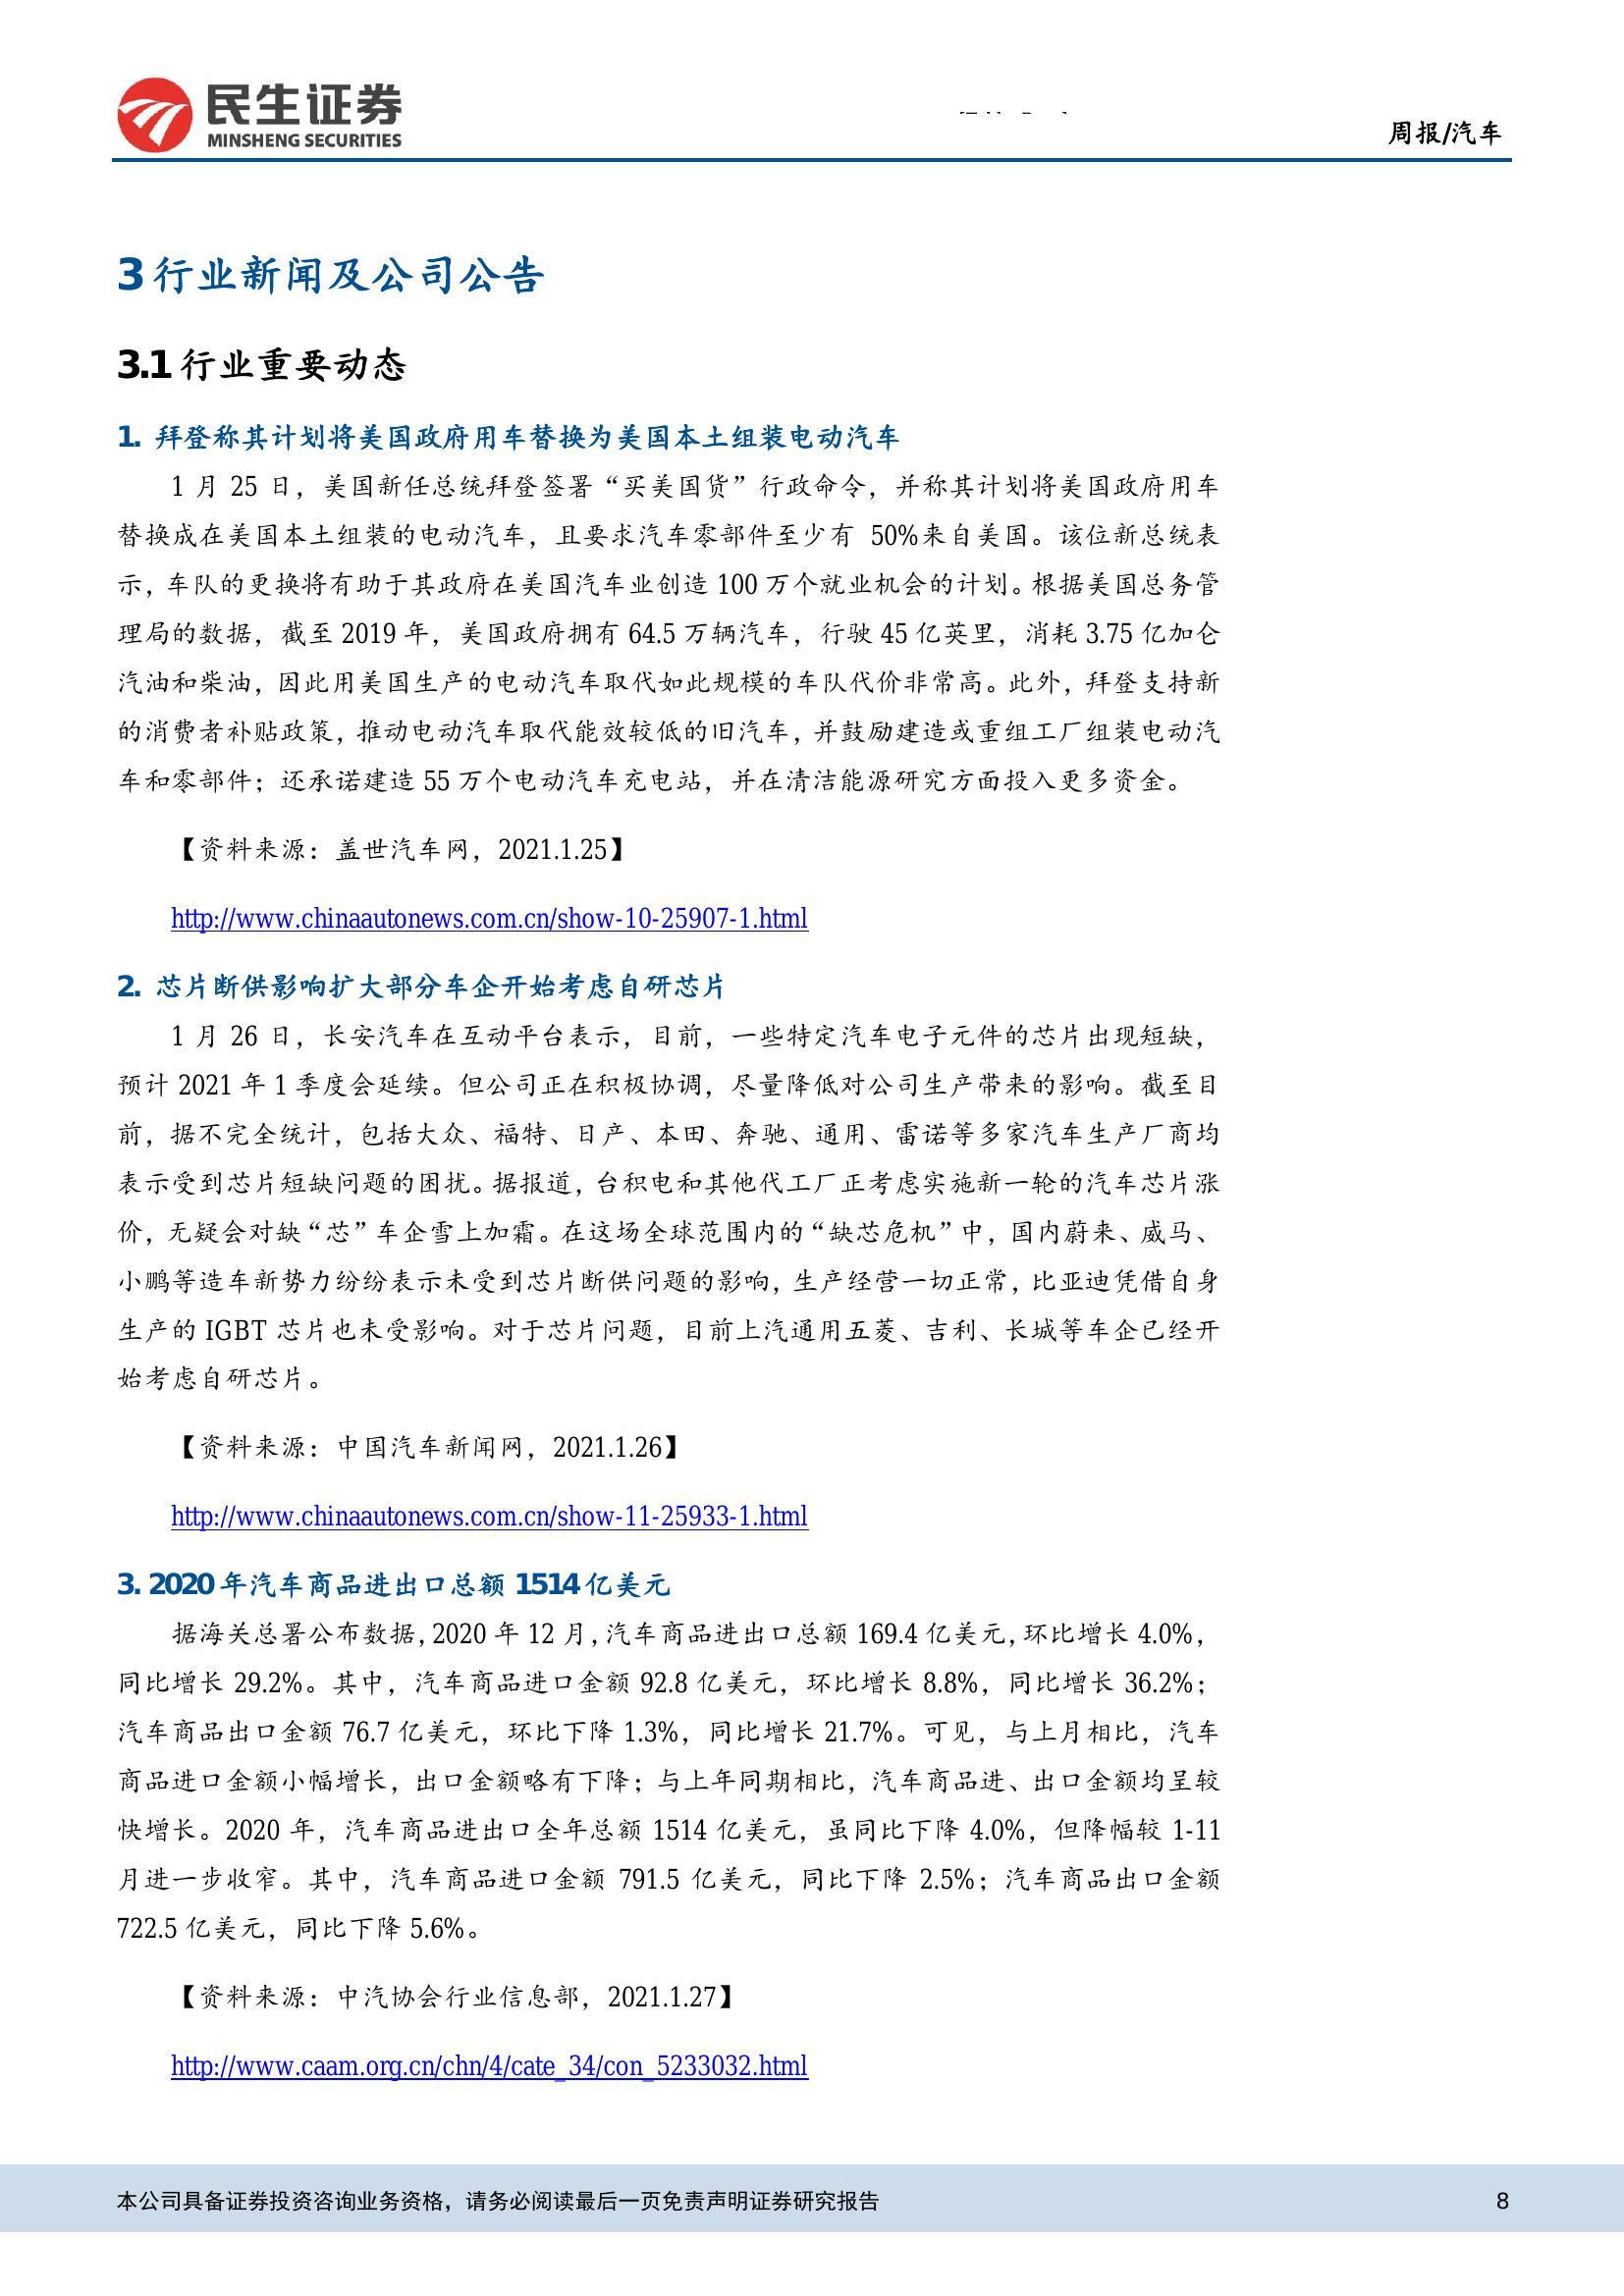 民生证券
MINSHENG SECURITIES
周报/汽车
3 行业新闻及公司公告
3.1 行业重要动态
1. 拜登称其计划将美国政府用车替换为美国本土组装电动汽车
1 月 25 日，美国新任总统拜登签署“买美国货”行政命令，并称其计划将美国政府用车
替换成在美国本土组装的电动汽车，且要求汽车零部件至少有 50%来自美国。该位新总统表
示，车队的更换将有助于其政府在美国汽车业创造 100 万个就业机会的计划。根据美国总务管
理局的数据，截至 2019 年，美国政府拥有 64.5 万辆汽车，行驶 45 亿英里，消耗 3.75 亿加仑
汽油和柴油，因此用美国生产的电动汽车取代如此规模的车队代价非常高。此外，拜登支持新
的消费者补贴政策，推动电动汽车取代能效较低的旧汽车，并鼓励建造或重组工厂组装电动汽
车和零部件；还承诺建造 55 万个电动汽车充电站，并在清洁能源研究方面投入更多资金。
【资料来源：盖世汽车网，2021.1.25】
http://www.chinaautonews.com.cn/show-10-25907-1.html
2. 芯片断供影响扩大部分车企开始考虑自研芯片
1 月 26 日，长安汽车在互动平台表示，目前，一些特定汽车电子元件的芯片出现短缺，
预计 2021 年 1 季度会延续。但公司正在积极协调，尽量降低对公司生产带来的影响。截至目
前，据不完全统计，包括大众、福特、日产、本田、奔驰、通用、雷诺等多家汽车生产厂商均
表示受到芯片短缺问题的困扰。据报道，台积电和其他代工厂正考虑实施新一轮的汽车芯片涨
价，无疑会对缺“芯”车企雪上加霜。在这场全球范围内的“缺芯危机”中，国内蔚来、威马、
小鹏等造车新势力纷纷表示未受到芯片断供问题的影响，生产经营一切正常，比亚迪凭借自身
生产的 IGBT 芯片也未受影响。对于芯片问题，目前上汽通用五菱、吉利、长城等车企已经开
始考虑自研芯片。
【资料来源：中国汽车新闻网，2021.1.26】
http://www.chinaautonews.com.cn/show-11-25933-1.html
3. 2020 年汽车商品进出口总额 1514 亿美元
据海关总署公布数据，2020 年 12 月，汽车商品进出口总额 169.4 亿美元，环比增长 4.0%，
同比增长 29.2%。其中，汽车商品进口金额 92.8 亿美元，环比增长 8.8%，同比增长 36.2%；
汽车商品出口金额 76.7 亿美元，环比下降 1.3%，同比增长 21.7%。可见，与上月相比，汽车
商品进口金额小幅增长，出口金额略有下降；与上年同期相比，汽车商品进、出口金额均呈较
快增长。2020 年，汽车商品进出口全年总额 1514 亿美元，虽同比下降 4.0%，但降幅较 1-11
月进一步收窄。其中，汽车商品进口金额 791.5 亿美元，同比下降 2.5%；汽车商品出口金额
722.5 亿美元，同比下降 5.6%。
【资料来源：中汽协会行业信息部，2021.1.27】
http://www.caam.org.cn/chn/4/cate_34/con_5233032.html
本公司具备证券投资咨询业务资格，请务必阅读最后一页免责声明证券研究报告 8